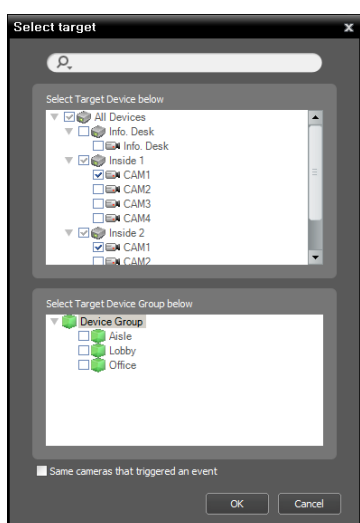 Select target
x
Select Target Device below
All Devices
Info. Desk
Info. Desk
Inside 1
CAM1
CAM2
CAM3
CAM4
Inside 2
CAM1
CAM2
Select Target Device Group below
Device Group
Aisle
Lobby
Office
Same cameras that triggered an event
OK
Cancel